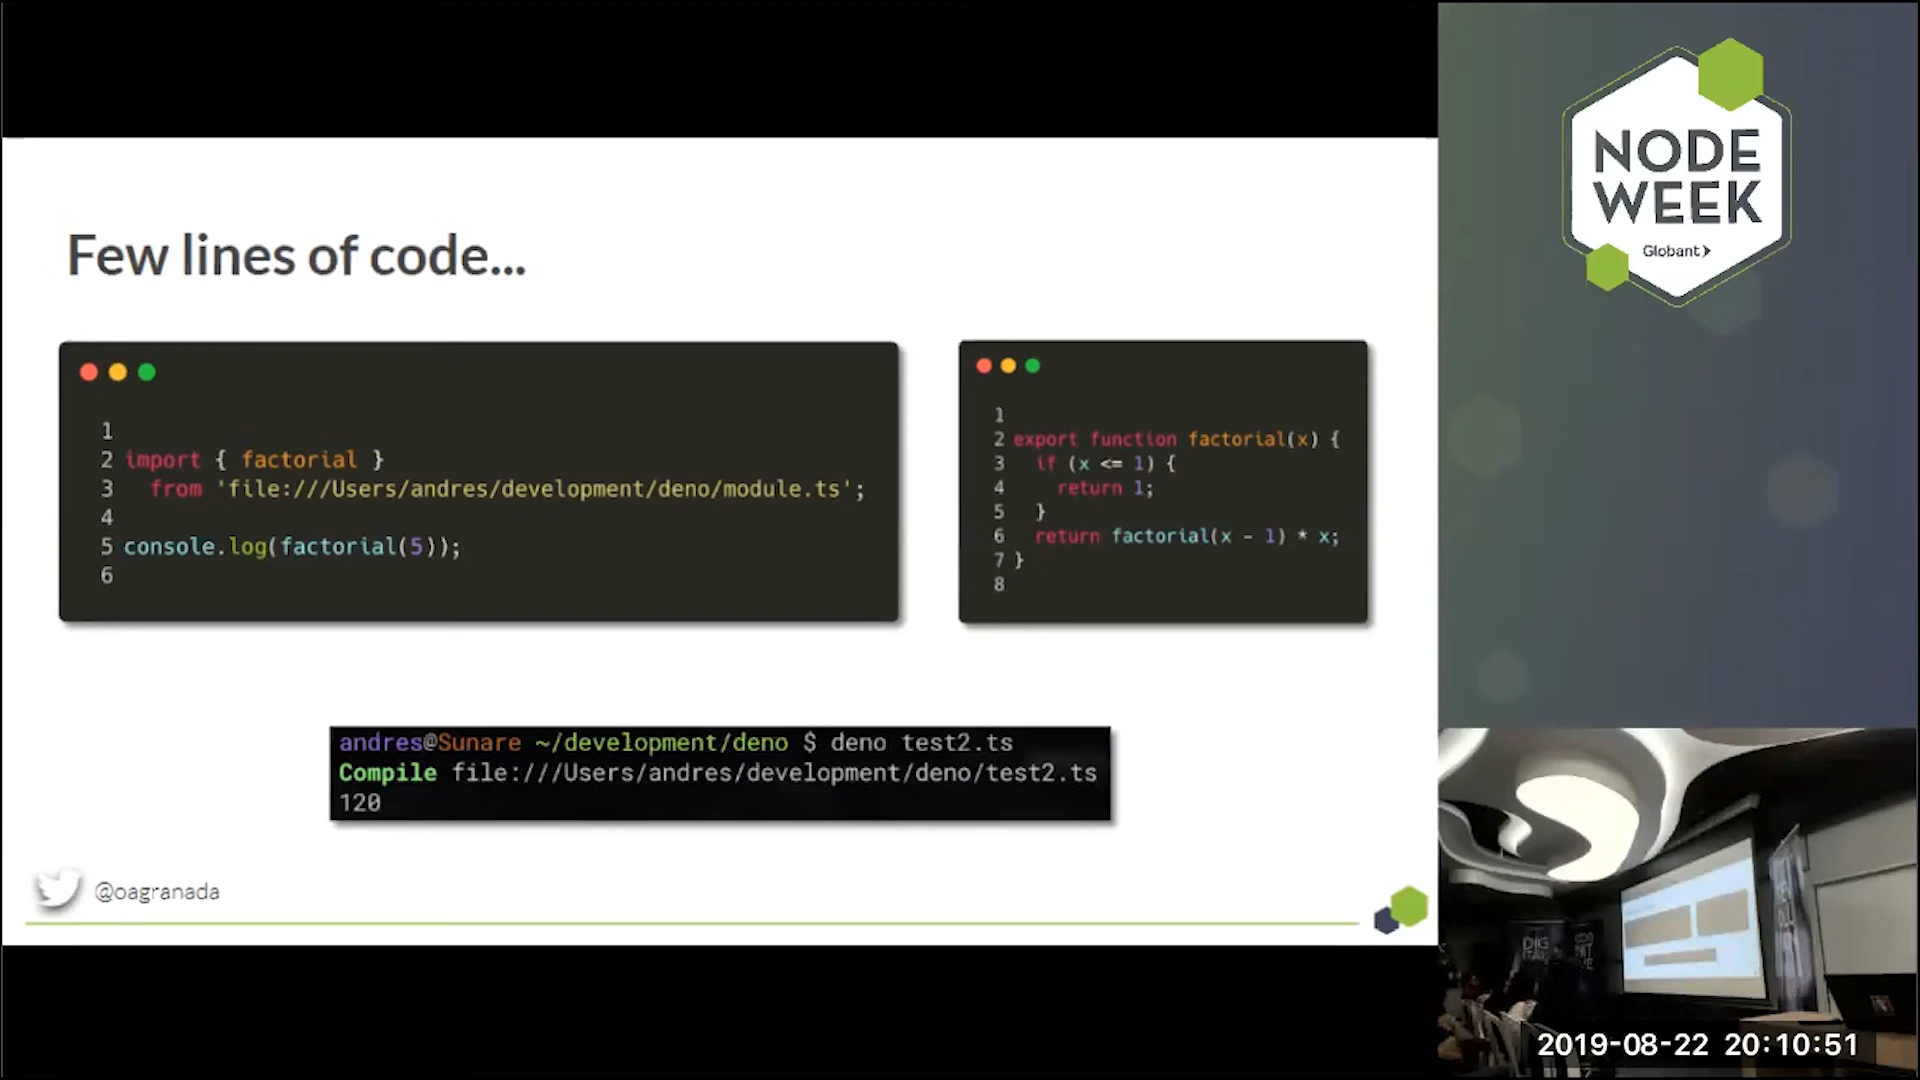 Few lines of code...
1
2 import { factorial }
3 from 'file:///Users/andres/development/deno/module.ts';
4
5 console.log(factorial(5));
6
1
2 export function factorial(x) {
3 if (x <= 1) {
4 return 1;
5 }
6 return factorial(x - 1) * x;
7 }
8
andres@Sunare ~/development/deno $ deno test2.ts
Compile file:///Users/andres/development/deno/test2.ts
120
@oagranada
NODE
WEEK
Globant
DIG
2019-08-22 20:10:51